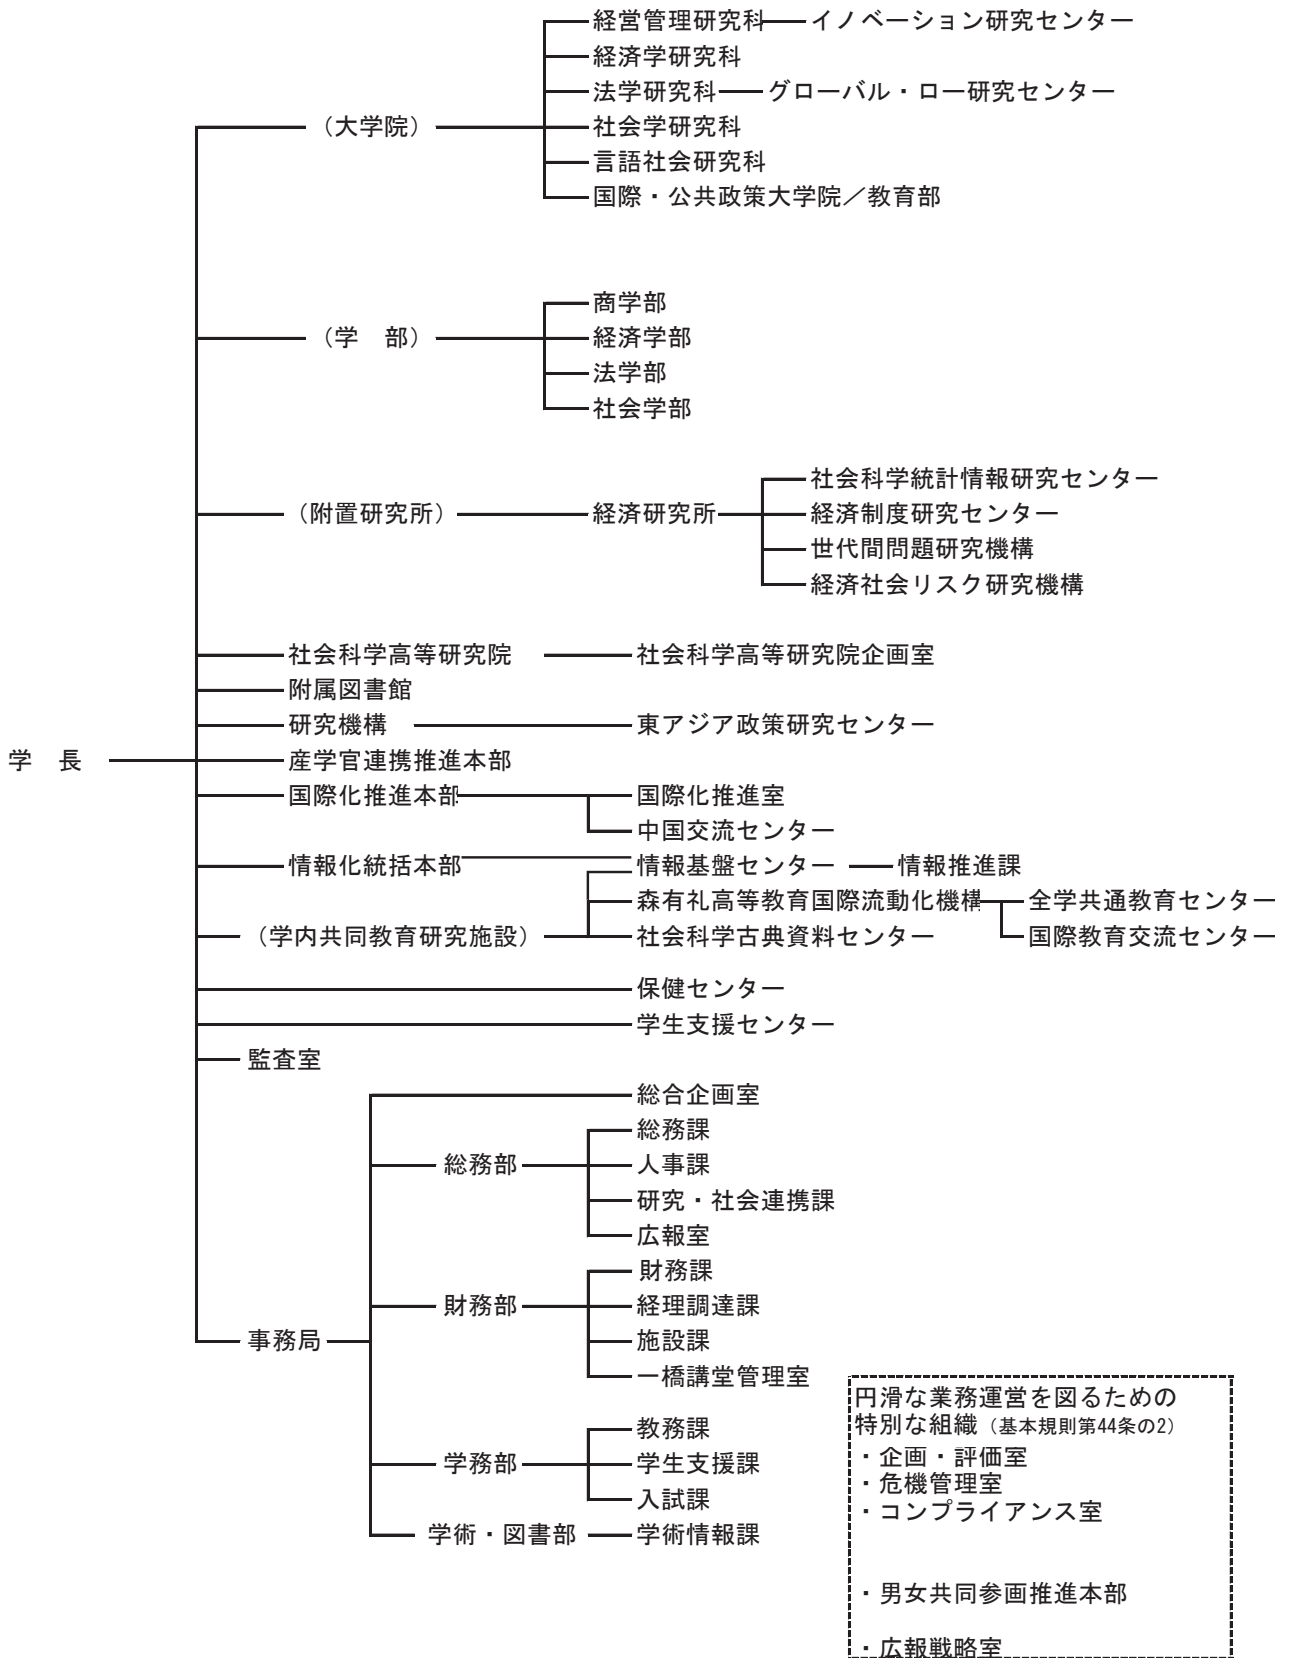 経営管理研究科 イノベーション研究センター
経済学研究科
法学研究科 グローバル・ロー研究センター
（大学院） 社会学研究科
言語社会研究科
国際・公共政策大学院／教育部
商学部
（学　部） 経済学部
法学部
社会学部
社会科学統計情報研究センター
（附置研究所） 経済研究所 経済制度研究センター
世代間問題研究機構
経済社会リスク研究機構
社会科学高等研究院 社会科学高等研究院企画室
附属図書館
研究機構 東アジア政策研究センター
学　長 産学官連携推進本部
国際化推進本部 国際化推進室
中国交流センター
情報化統括本部 情報基盤センター 情報推進課
森有礼高等教育国際流動化機構 全学共通教育センター
（学内共同教育研究施設） 社会科学古典資料センター 国際教育交流センター
保健センター
学生支援センター
監査室
総合企画室
総務課
総務部 人事課
研究・社会連携課
広報室
財務課
財務部 経理調達課
事務局 施設課
一橋講堂管理室
教務課
学務部 学生支援課
入試課
学術・図書部 学術情報課
円滑な業務運営を図るための
特別な組織（基本規則第44条の2）
・企画・評価室
・危機管理室
・コンプライアンス室
・男女共同参画推進本部
・広報戦略室